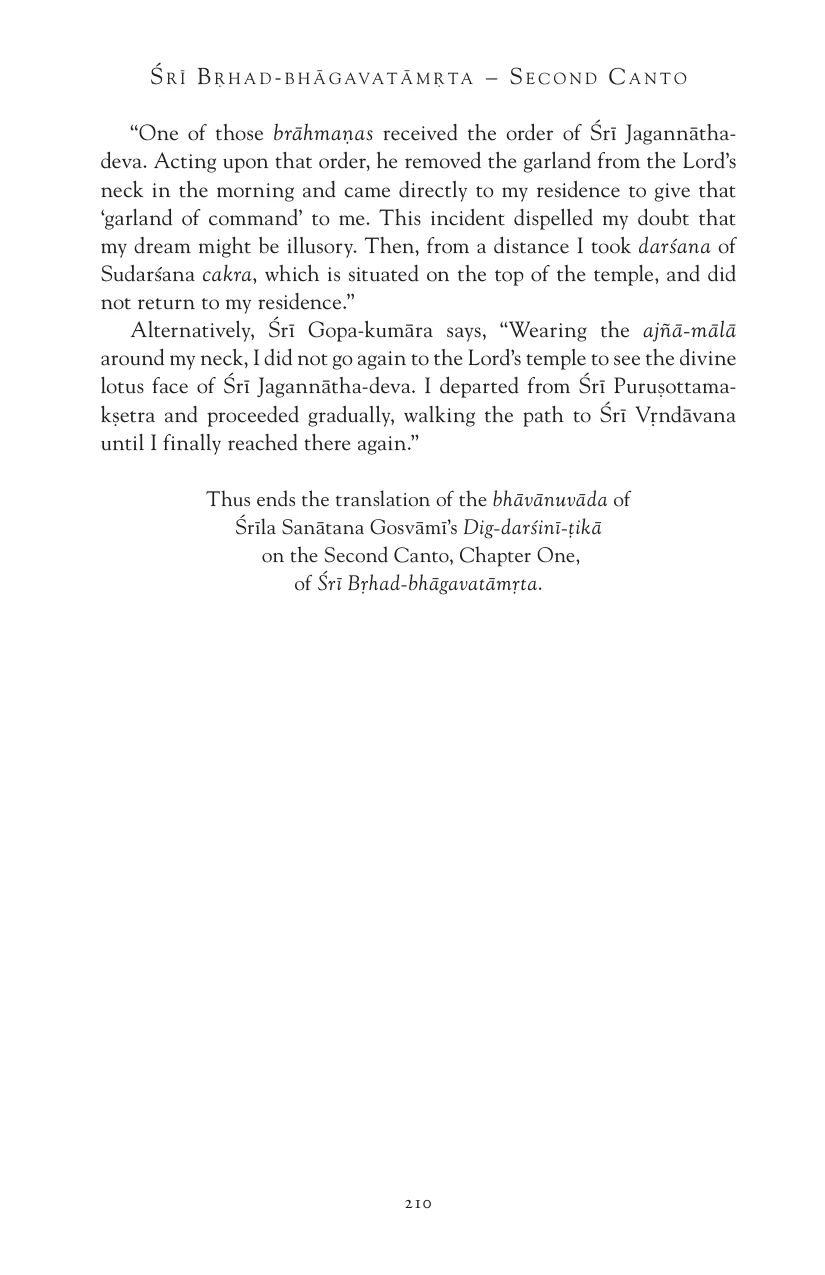 Śrī Bṛhad-bhāgavatāmṛta – Second Canto
“One of those brāhmaṇas received the order of Śrī Jagannātha-
deva. Acting upon that order, he removed the garland from the Lord’s
neck in the morning and came directly to my residence to give that
‘garland of command’ to me. This incident dispelled my doubt that
my dream might be illusory. Then, from a distance I took darśana of
Sudarśana cakra, which is situated on the top of the temple, and did
not return to my residence.”
Alternatively, Śrī Gopa-kumāra says, “Wearing the ajñā-mālā
around my neck, I did not go again to the Lord’s temple to see the divine
lotus face of Śrī Jagannātha-deva. I departed from Śrī Puruṣottama-
kṣetra and proceeded gradually, walking the path to Śrī Vṛndāvana
until I finally reached there again.”
Thus ends the translation of the bhāvānuvāda of
Śrīla Sanātana Gosvāmī’s Dig-darśinī-ṭikā
on the Second Canto, Chapter One,
of Śrī Bṛhad-bhāgavatāmṛta.
210